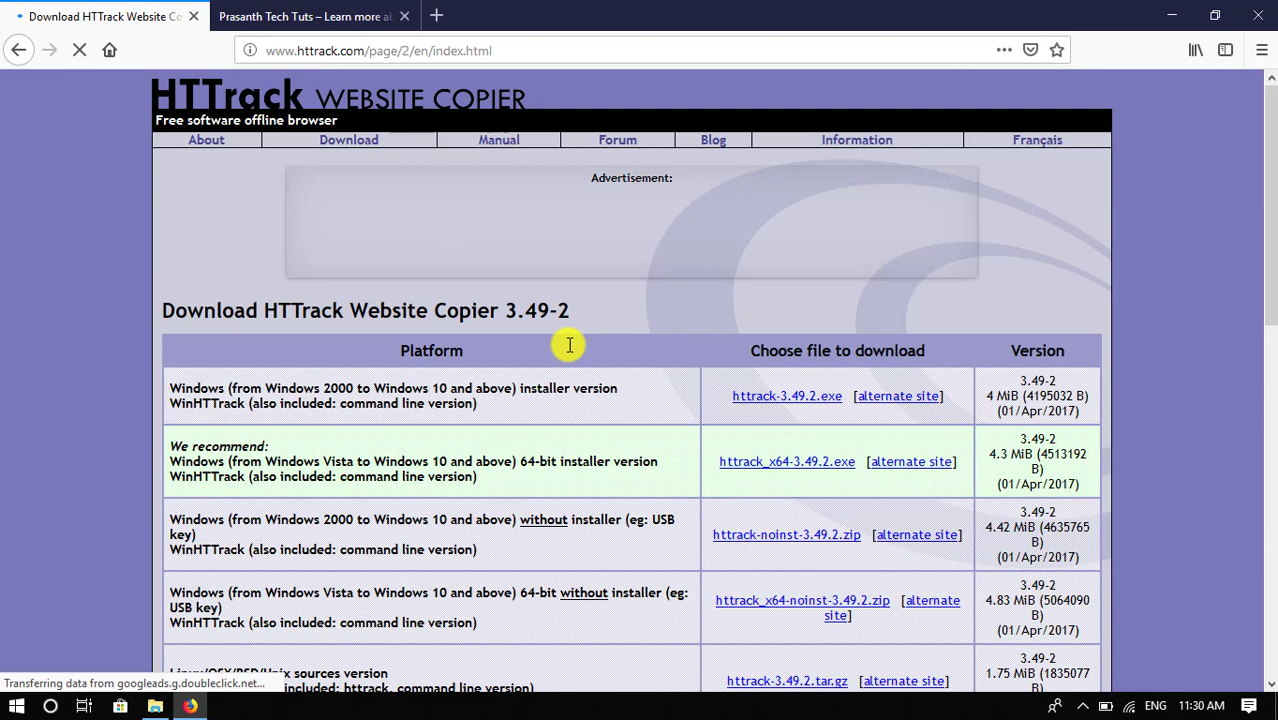 Download HTTrack Website Co
Prasanth Tech Tuts – Learn more a
www.httrack.com/page/2/en/index.html
HTTrack WEBSITE COPIER
Free software offline browser
About Download Manual Forum Blog Information Français
Advertisement:
Download HTTrack Website Copier 3.49-2
Platform Choose file to download Version
Windows (from Windows 2000 to Windows 10 and above) installer version
WinHTTrack (also included: command line version)
httrack-3.49.2.exe [alternate site]
3.49-2
4 MiB (4195032 B)
(01/Apr/2017)
We recommend:
Windows (from Windows Vista to Windows 10 and above) 64-bit installer version
WinHTTrack (also included: command line version)
httrack_x64-3.49.2.exe [alternate site]
3.49-2
4.3 MiB (4513192
B)
(01/Apr/2017)
Windows (from Windows 2000 to Windows 10 and above) without installer (eg: USB
key)
WinHTTrack (also included: command line version)
httrack-noinst-3.49.2.zip [alternate site]
3.49-2
4.42 MiB (4635765
B)
(01/Apr/2017)
Windows (from Windows Vista to Windows 10 and above) 64-bit without installer (eg:
USB key)
WinHTTrack (also included: command line version)
httrack_x64-noinst-3.49.2.zip [alternate
site]
3.49-2
4.83 MiB (5064090
B)
(01/Apr/2017)
Linux/OSX/BSD/Unix sources version
included: httrack, command line version)
httrack-3.49.2.tar.gz [alternate site]
3.49-2
1.75 MiB (1835077
B)
Transferring data from googleads.g.doubleclick.net...
ENG 11:30 AM